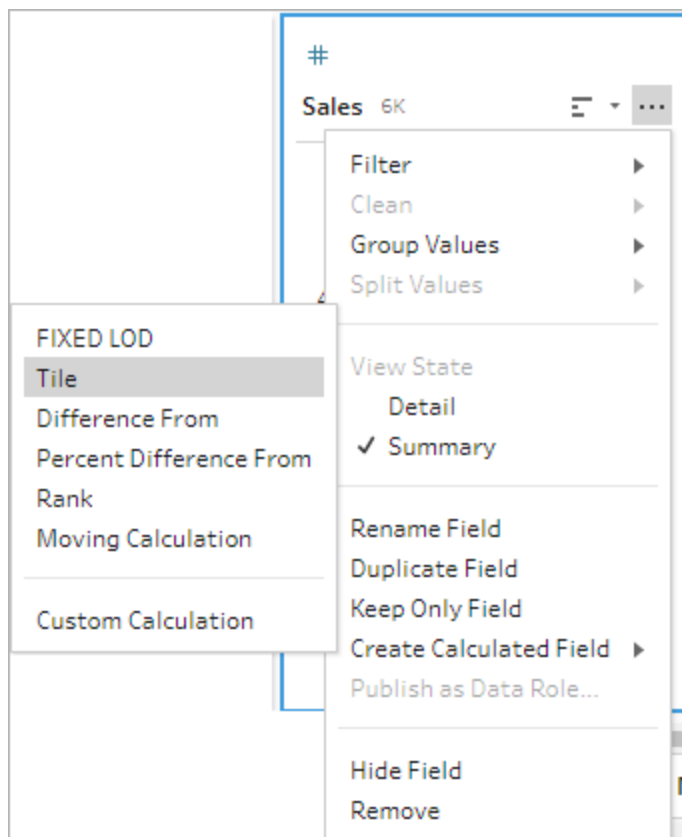 #
Sales 6K
Filter
Clean
Group Values
Split Values
View State
Detail
Summary
Rename Field
Duplicate Field
Keep Only Field
Create Calculated Field
Publish as Data Role...
Hide Field
Remove
FIXED LOD
Tile
Difference From
Percent Difference From
Rank
Moving Calculation
Custom Calculation